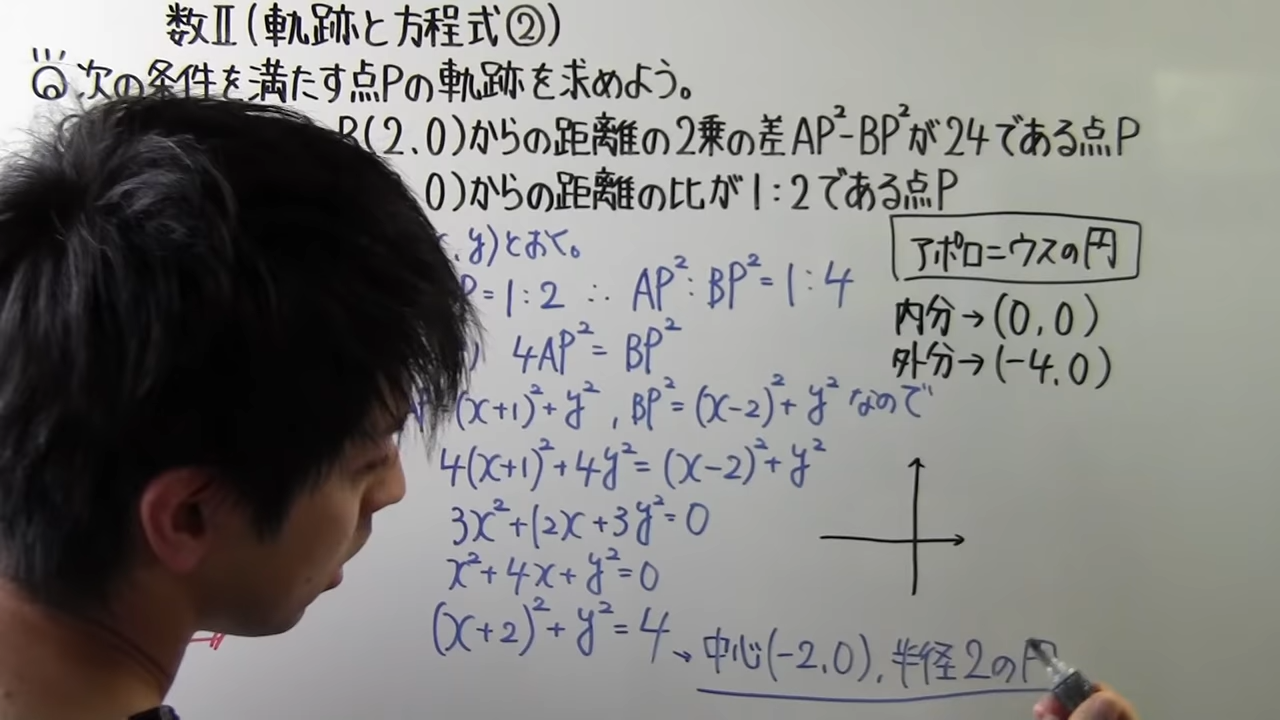 数Ⅱ(軌跡と方程式②)
Q 次の条件を満たす点Pの軌跡を求めよう。
B(2,0)からの距離の2乗の差AP²-BP²が24である点P
0)からの距離の比が1:2である点P
, y)とおく。
P=1:2 ∴ AP²:BP²=1:4
4AP²=BP²
(x+1)²+y², BP²=(x-2)²+y² なので
4(x+1)²+4y²=(x-2)²+y²
3x²+12x+3y²=0
x²+4x+y²=0
(x+2)²+y²=4
→中心(-2,0), 半径2の円
アポロニウスの円
内分→(0,0)
外分→(-4,0)